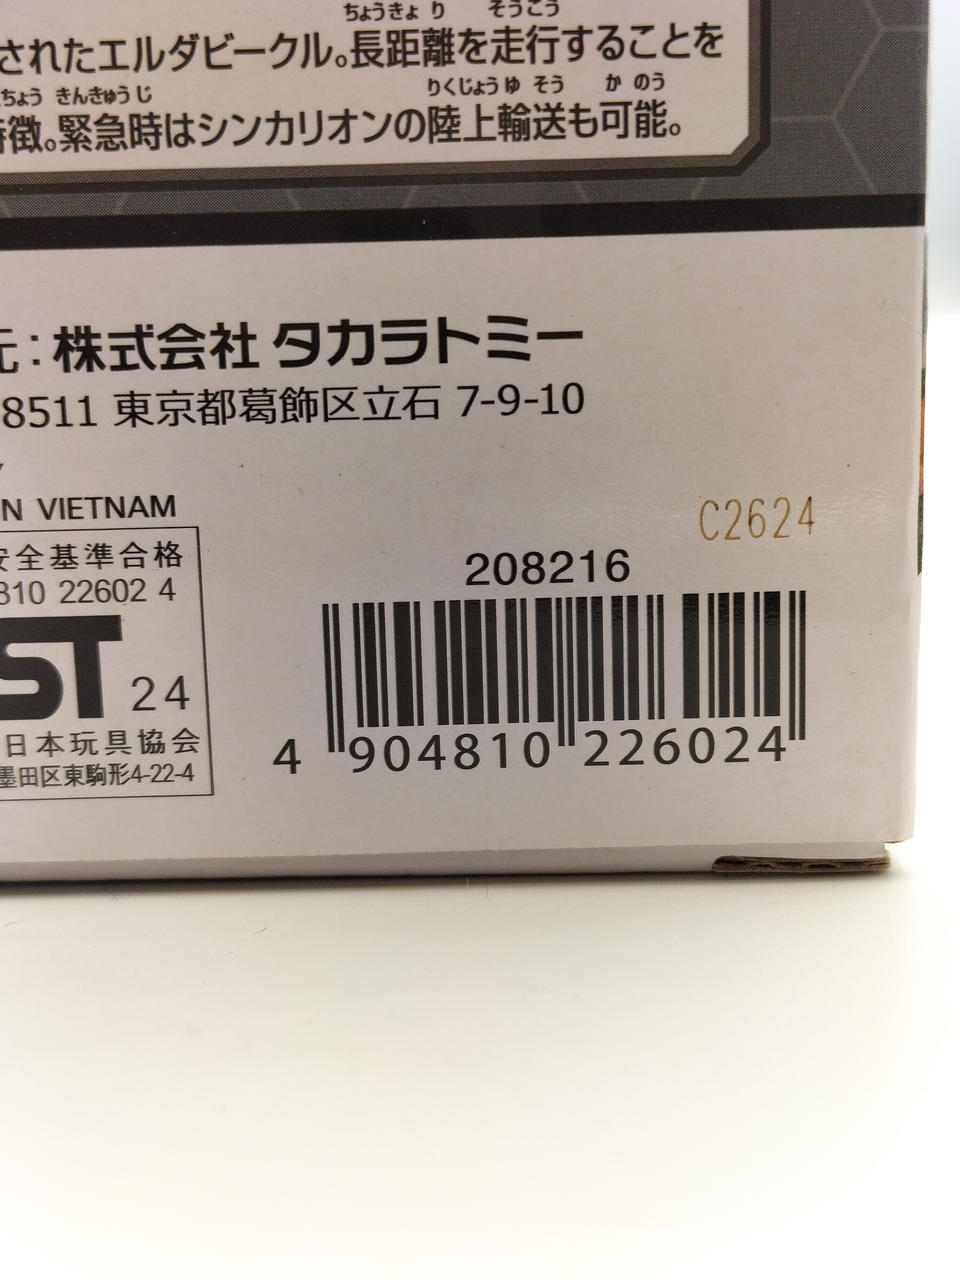 ちょうきょり そうこう
されたエルダビークル。長距離を走行することを
ちょう きんきゅうじ りくじょうゆそう かのう
特徴。緊急時はシンカリオンの陸上輸送も可能。
元:株式会社 タカラトミー
8511 東京都葛飾区立石 7-9-10
IN VIETNAM
C2624
安全基準合格
208216
810 22602 4
ST 24
日本玩具協会
墨田区東駒形4-22-4
4 904810 226024